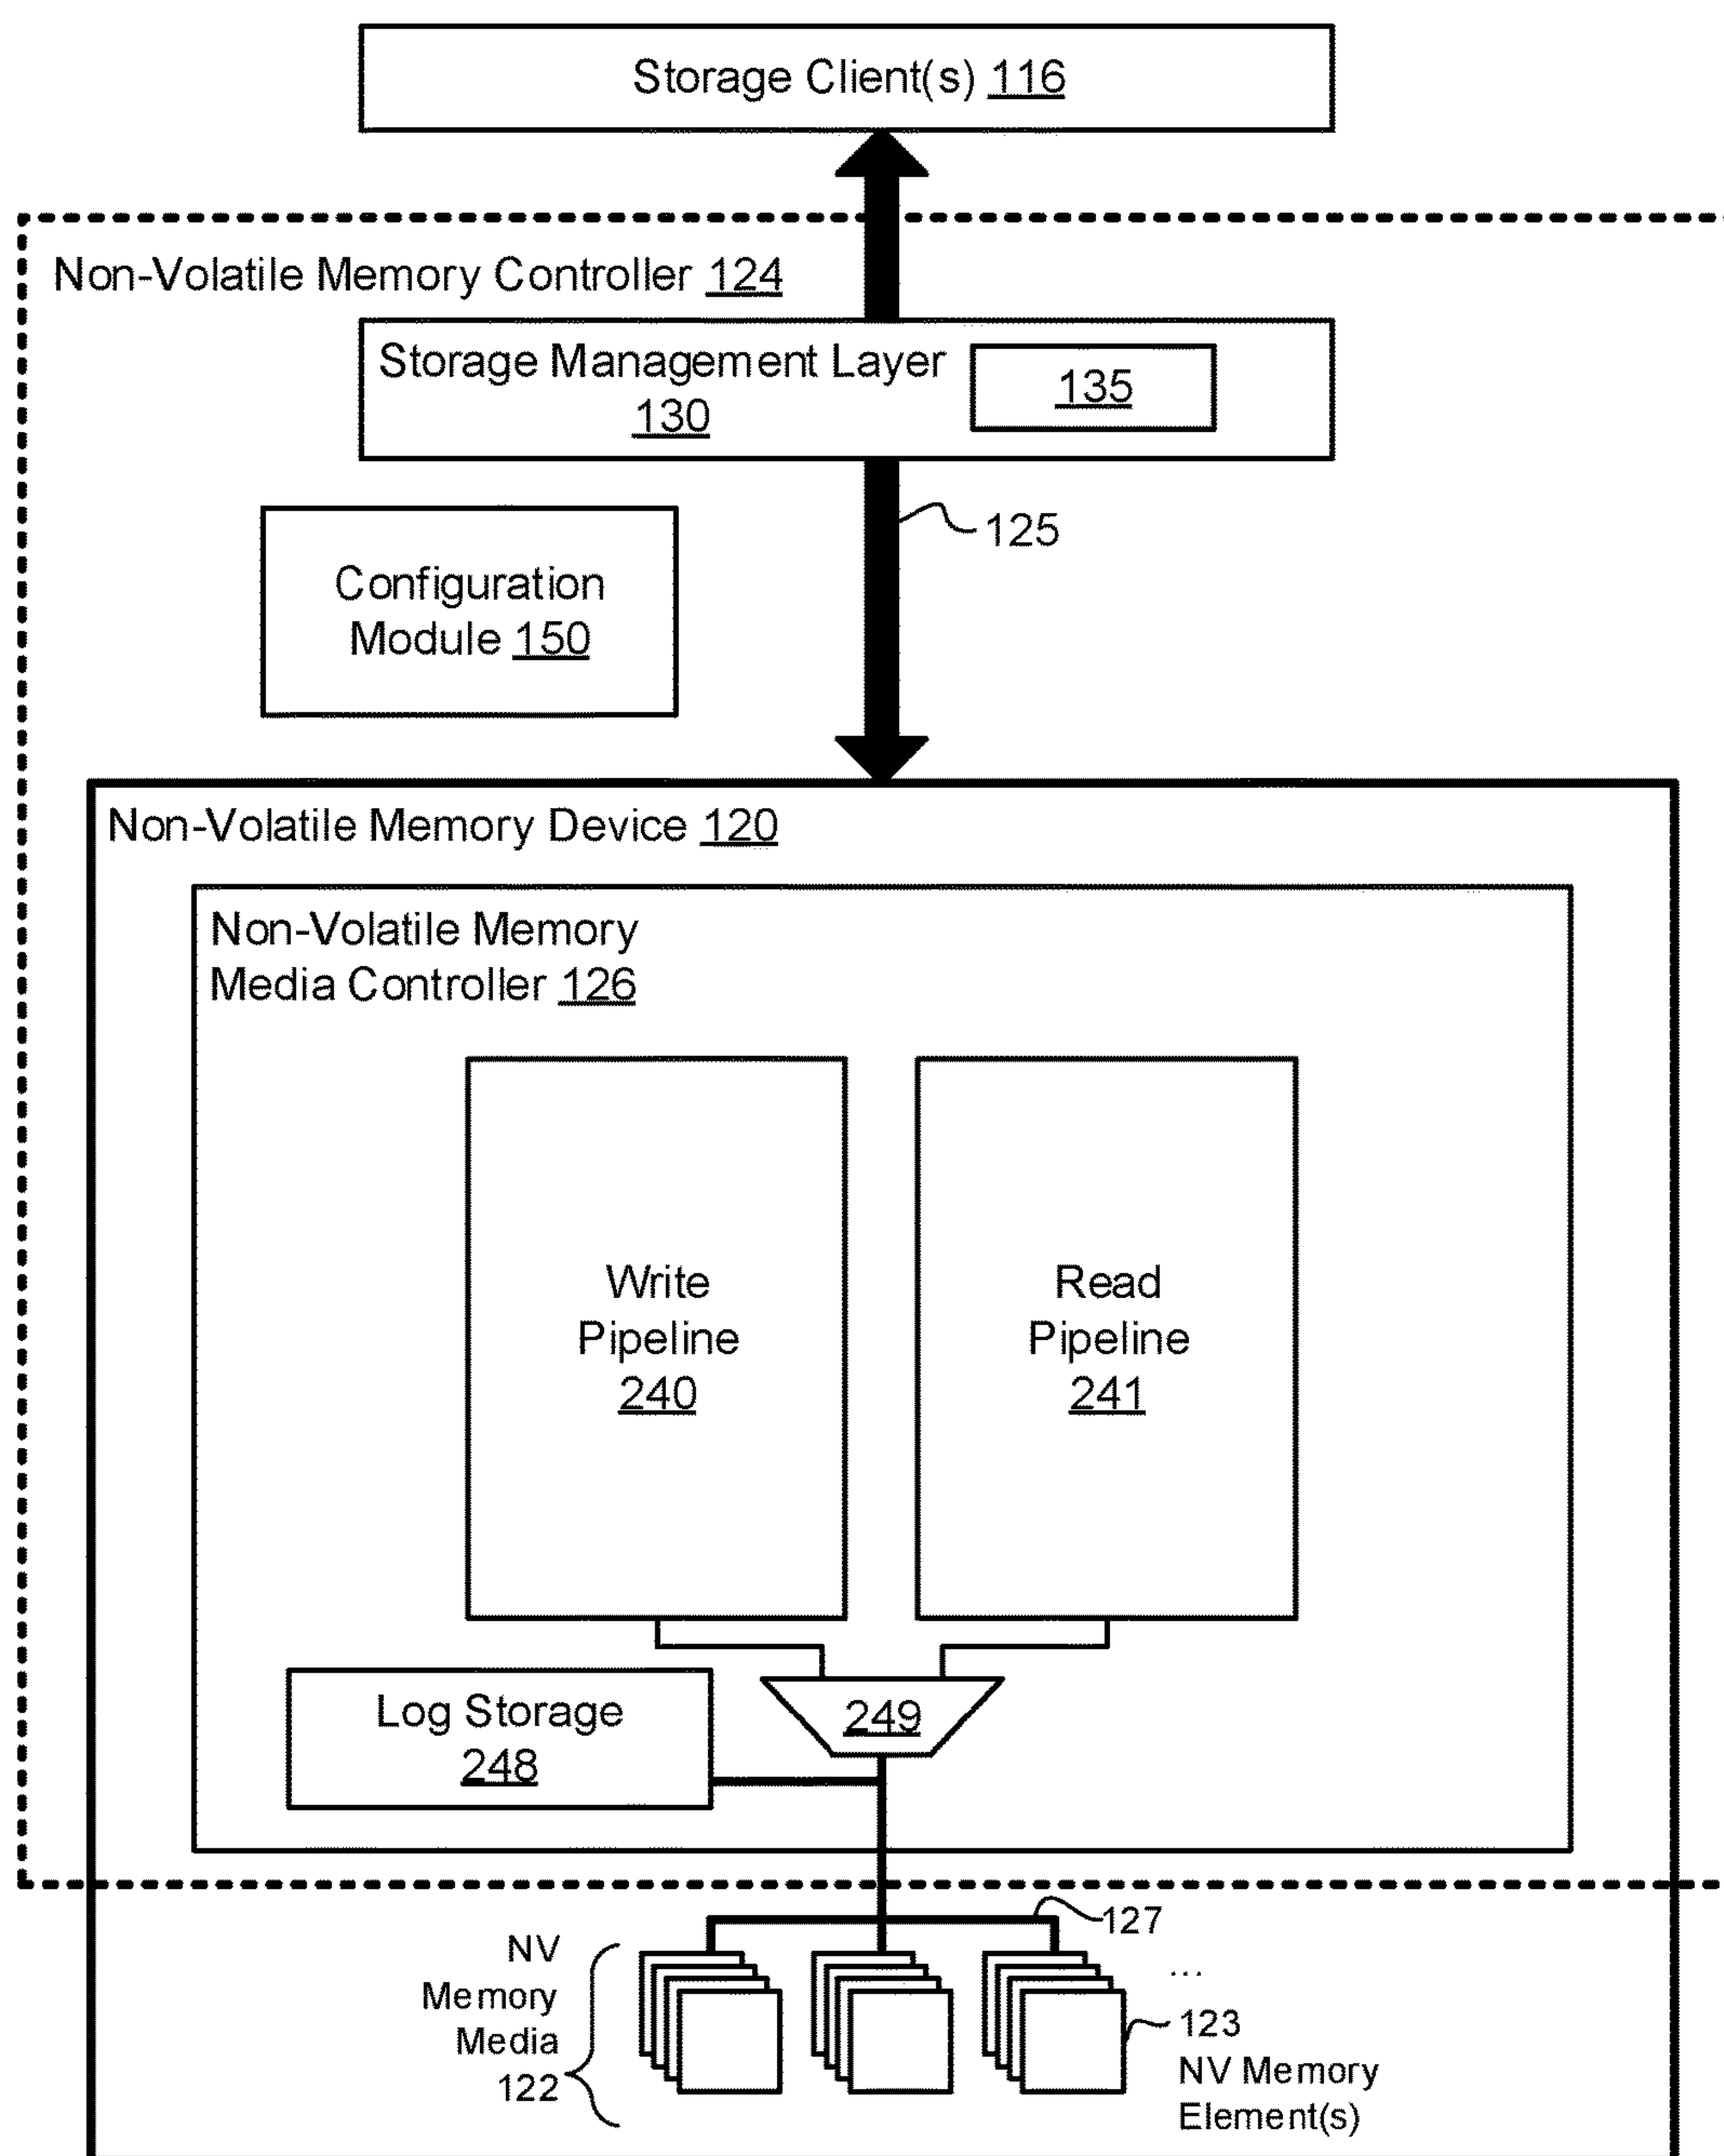 Storage Client(s) 116
Non-Volatile Memory Controller 124
Storage Management Layer
130
135
125
Configuration
Module 150
Non-Volatile Memory Device 120
Non-Volatile Memory
Media Controller 126
Write
Pipeline
240
Read
Pipeline
241
Log Storage
248
249
127
NV
Memory
Media
122
...
123
NV Memory
Element(s)